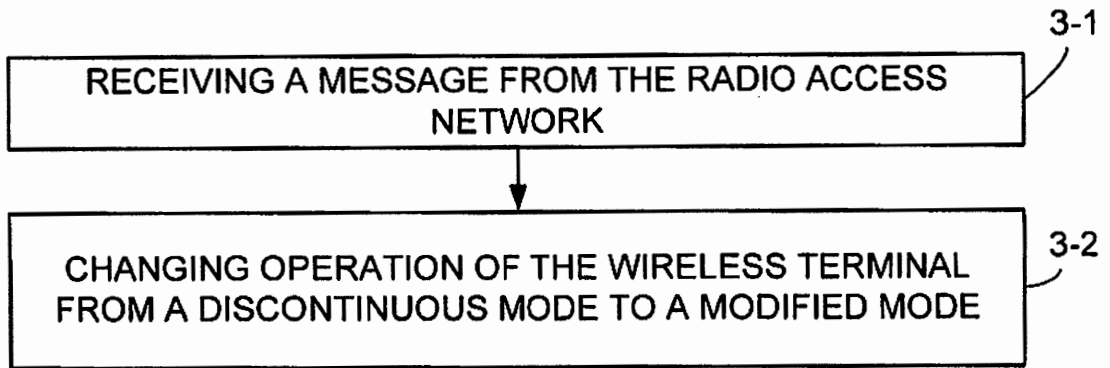 3-1
RECEIVING A MESSAGE FROM THE RADIO ACCESS
NETWORK
3-2
CHANGING OPERATION OF THE WIRELESS TERMINAL
FROM A DISCONTINUOUS MODE TO A MODIFIED MODE